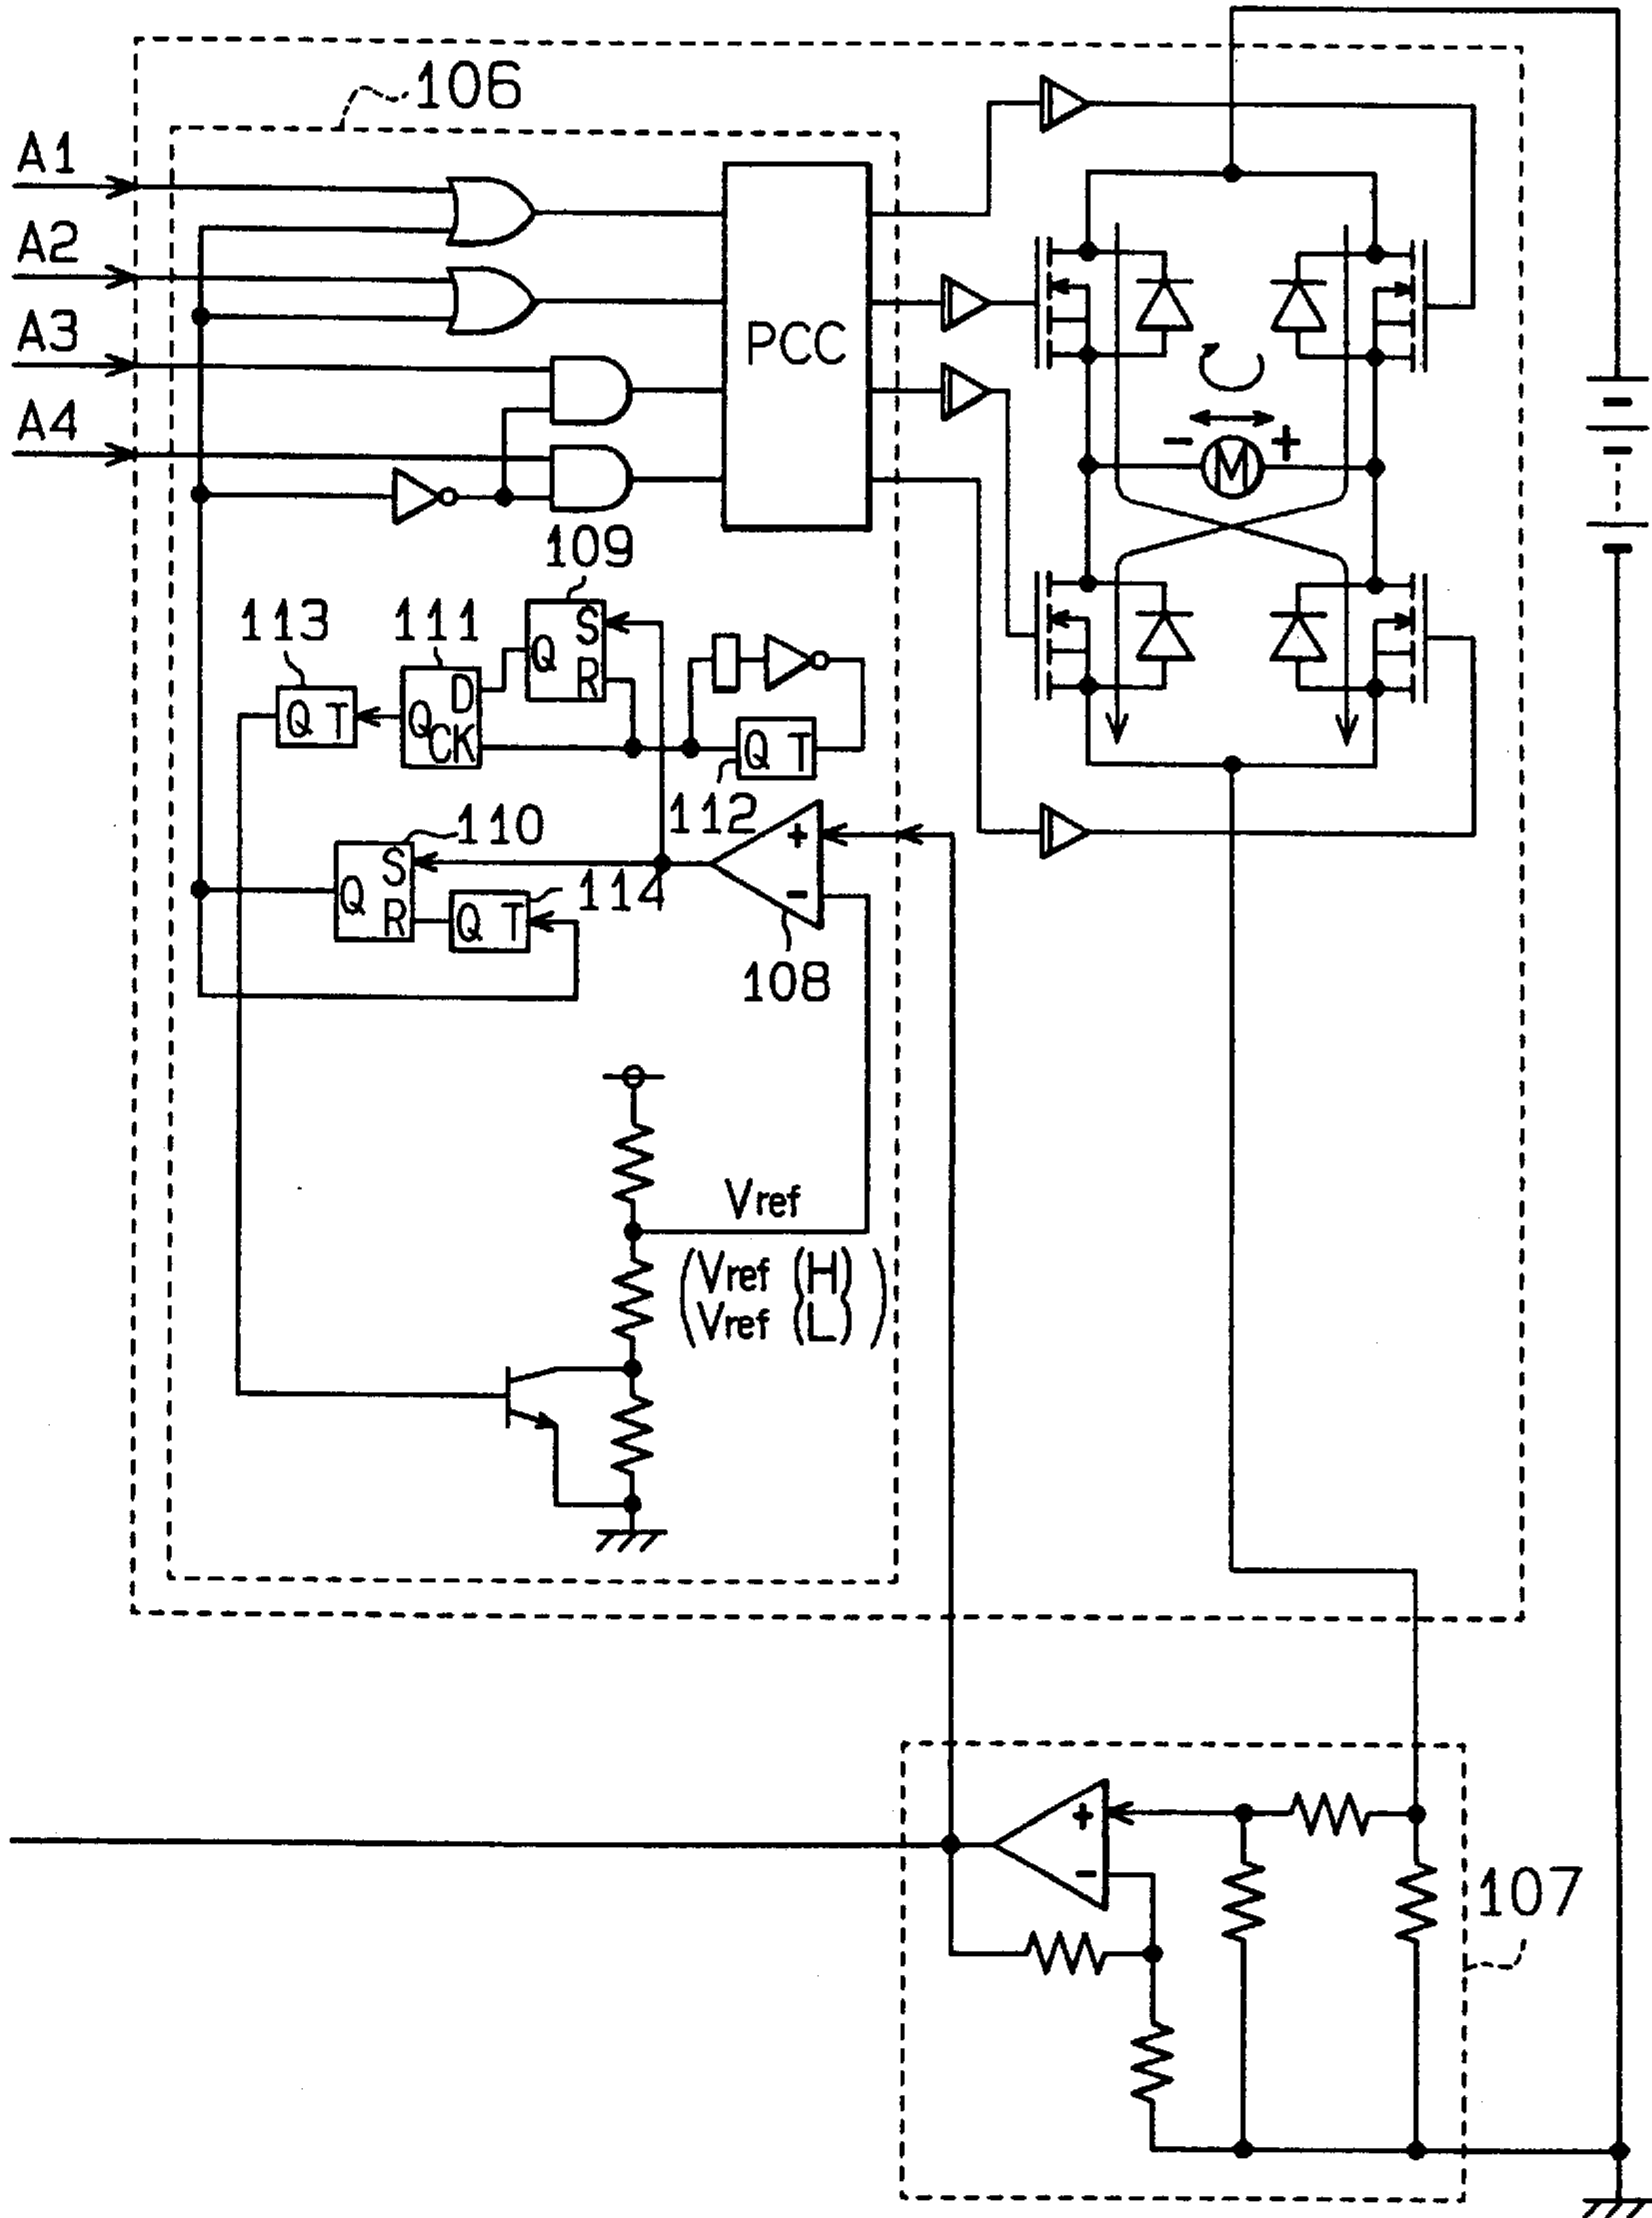 106
A1
A2
A3
A4
PCC
- M +
109
113
111
S
Q
R
D
Q
CK
Q T
Q T
112
110
S
Q
R
Q T
114
+
-
108
Vref
(Vref (H)
Vref (L))
+
-
107